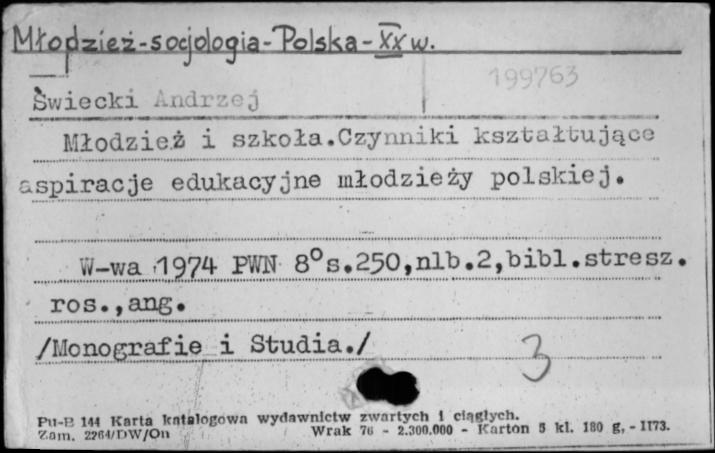 Młodzież-socjologia-Polska-XXw.
199763
Świecki Andrzej
Młodzież i szkoła.Czynniki kształtujące
aspiracje edukacyjne młodzieży polskiej.
W-wa 1974 PWN 8°s.250,nlb.2,bibl.stresz.
ros.,ang.
/Monografie i Studia./
3
Pu-B 144 Karta katalogowa wydawnictw zwartych i ciągłych.
Zam. 2264/DW/On Wrak 76 - 2.300.000 - Karton 5 kl. 180 g. - 1173.